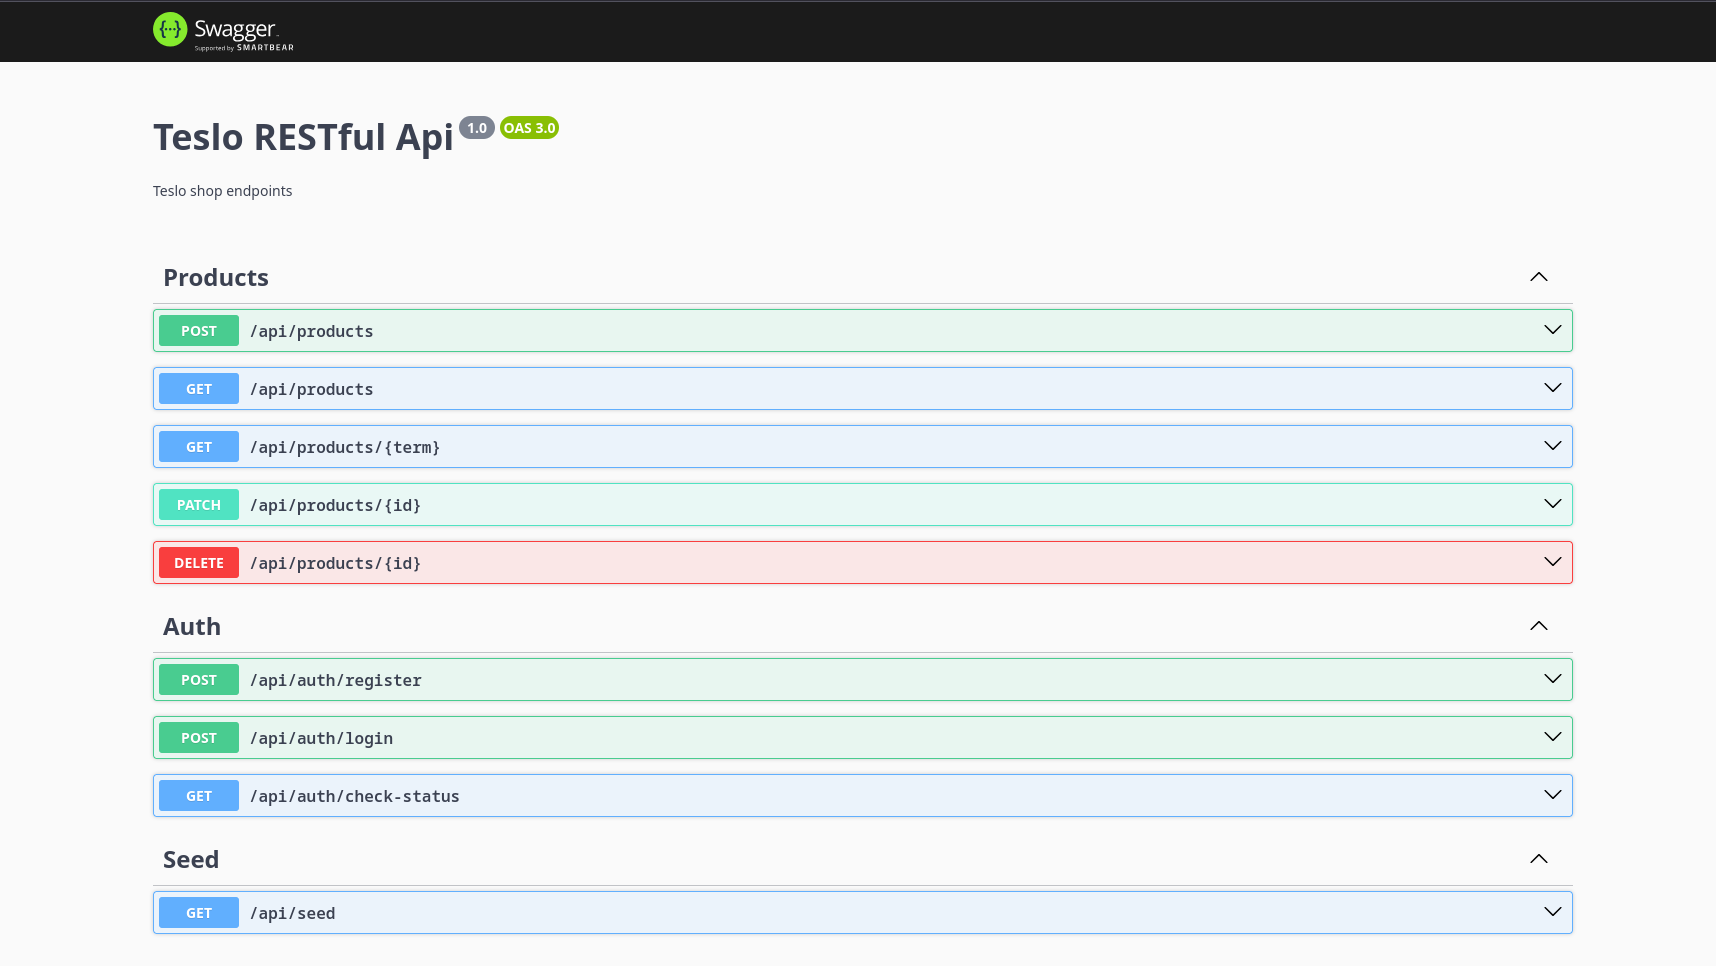 {···} Swagger.
Supported by SMARTBEAR
Teslo RESTful Api 1.0 OAS 3.0
Teslo shop endpoints
Products
POST /api/products
GET /api/products
GET /api/products/{term}
PATCH /api/products/{id}
DELETE /api/products/{id}
Auth
POST /api/auth/register
POST /api/auth/login
GET /api/auth/check-status
Seed
GET /api/seed